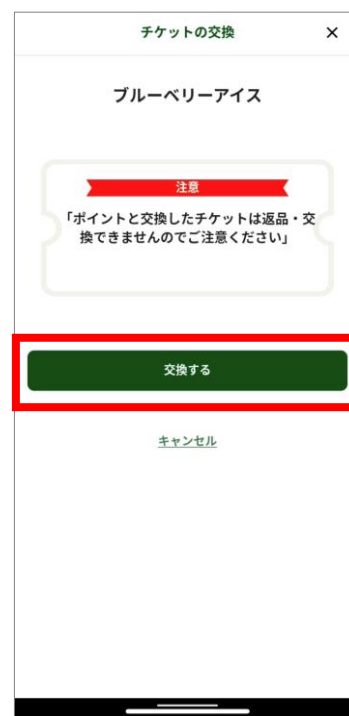 チケットの交換 ×
ブルーベリーアイス
注意
「ポイントと交換したチケットは返品・交
換できませんのでご注意ください」
交換する
キャンセル